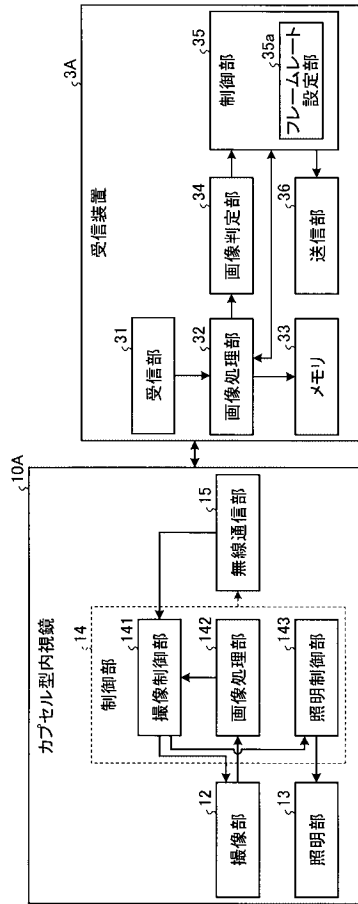 10A
カプセル型内視鏡
14
制御部
12
撮像部
141
撮像制御部
15
無線通信部
142
画像処理部
13
照明部
143
照明制御部
3A
受信装置
31
受信部
32
画像処理部
33
メモリ
34
画像判定部
35
制御部
35a
フレームレート
設定部
36
送信部